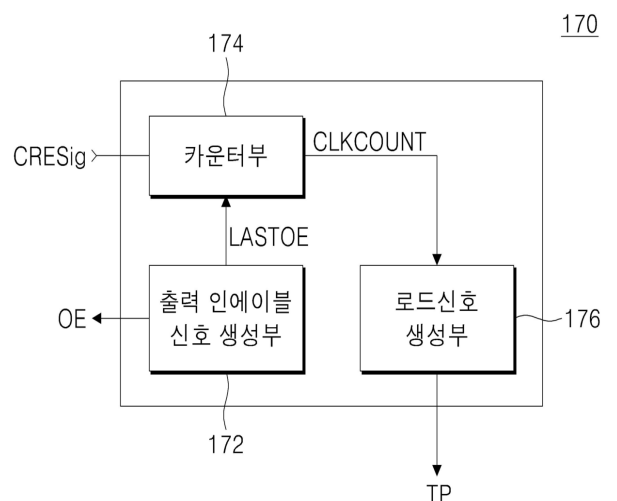 170
174
CRESig
카운터부
CLKCOUNT
LASTOE
OE
출력 인에이블
신호 생성부
로드신호
생성부
176
172
TP